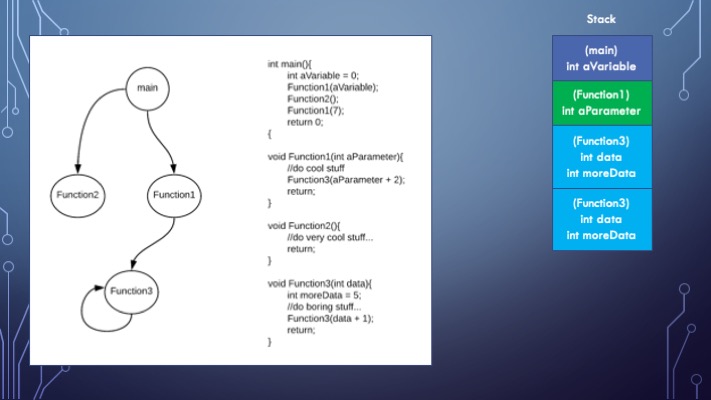 Stack
main
Function2
Function1
Function3
int main(){
int aVariable = 0;
Function1(aVariable);
Function2();
Function1(7);
return 0;
{
void Function1(int aParameter){
//do cool stuff
Function3(aParameter + 2);
return;
}
void Function2(){
//do very cool stuff...
return;
}
void Function3(int data){
int moreData = 5;
//do boring stuff...
Function3(data + 1);
return;
}
(main)
int aVariable
(Function1)
int aParameter
(Function3)
int data
int moreData
(Function3)
int data
int moreData